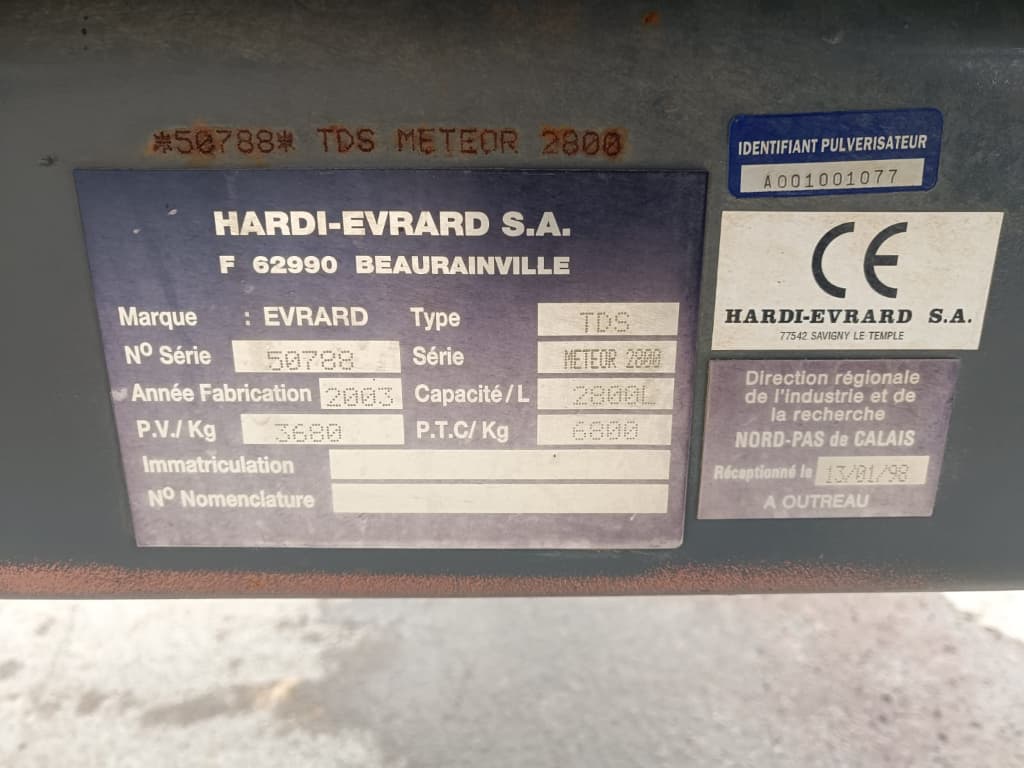 *50788* TDS METEOR 2800
HARDI-EVRARD S.A.
F 62990 BEAURAINVILLE
Marque : EVRARD Type TDS
Nº Série 50788 Série METEOR 2800
Année Fabrication 2003 Capacité/L 2800L
P.V./Kg 3680 P.T.C/Kg 6800
Immatriculation
Nº Nomenclature
IDENTIFIANT PULVERISATEUR
A001001077
CE
HARDI-EVRARD S.A.
77542 SAVIGNY LE TEMPLE
Direction régionale
de l'industrie et de
la recherche
NORD-PAS de CALAIS
Réceptionné le 13/01/98
A OUTREAU